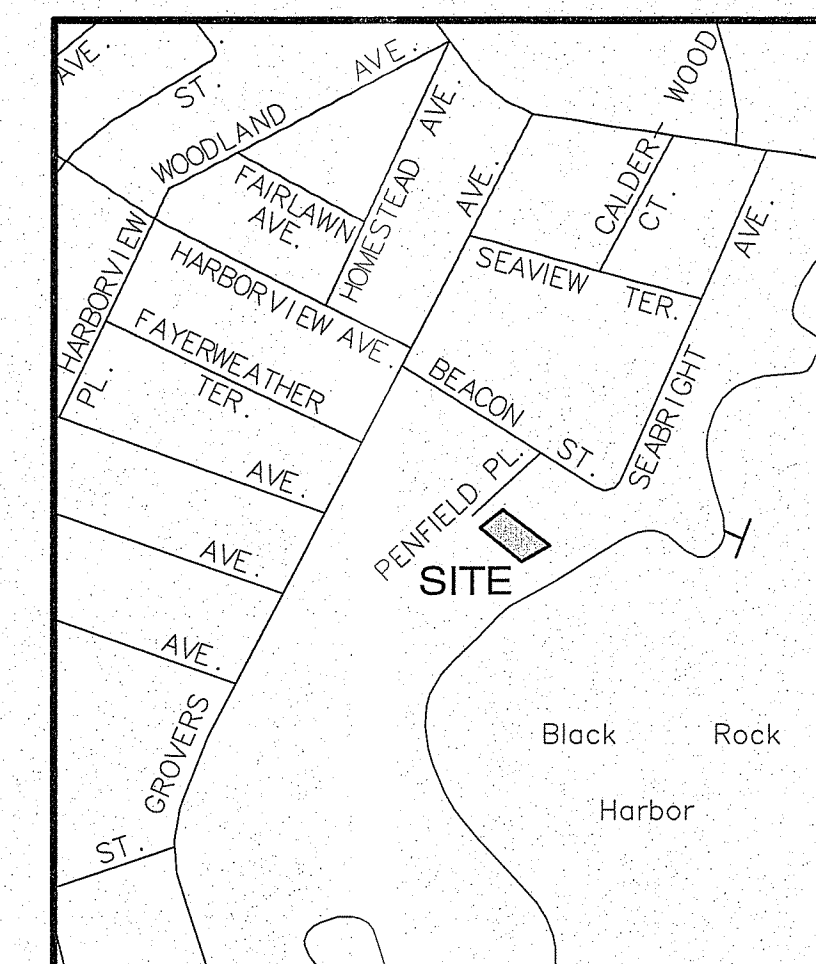 AVE.
ST.
WOODLAND AVE.
WOOD
FAIRLAWN
AVE.
HOMESTEAD AVE.
AVE.
CALDER
CT.
AVE.
HARBORVIEW
PL.
HARBORVIEW AVE.
SEAVIEW TER.
FAYERWEATHER
TER.
BEACON ST.
SEABRIGHT
AVE.
PENFIELD PL.
SITE
AVE.
AVE.
GROVERS
ST.
Black Rock
Harbor